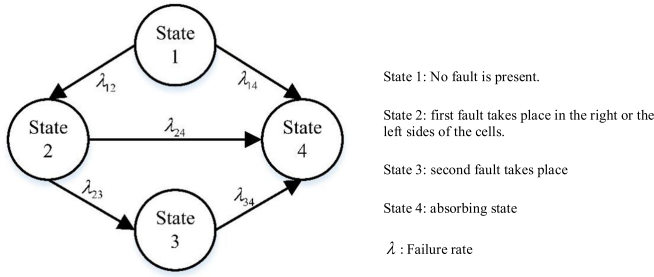 State
1
λ12
λ14
State
2
λ24
State
4
λ23
λ34
State
3
State 1: No fault is present.
State 2: first fault takes place in the right or the
left sides of the cells.
State 3: second fault takes place
State 4: absorbing state
λ : Failure rate